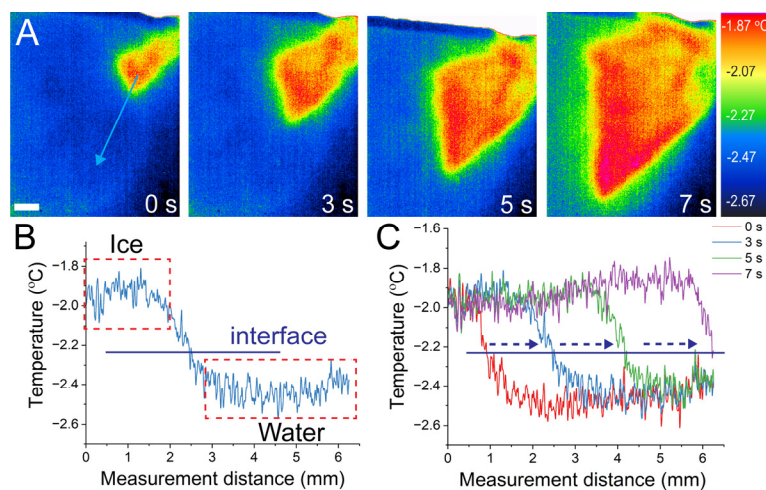 A
0 s
3 s
5 s
7 s
-1.87 °C
-2.07
-2.27
-2.47
-2.67
B
Ice
interface
Water
Temperature (°C)
−1.6
−1.8
−2.0
−2.2
−2.4
−2.6
0 1 2 3 4 5 6
Measurement distance (mm)
C
0 s
3 s
5 s
7 s
Temperature (°C)
−1.6
−1.8
−2.0
−2.2
−2.4
−2.6
0 1 2 3 4 5 6
Measurement distance (mm)